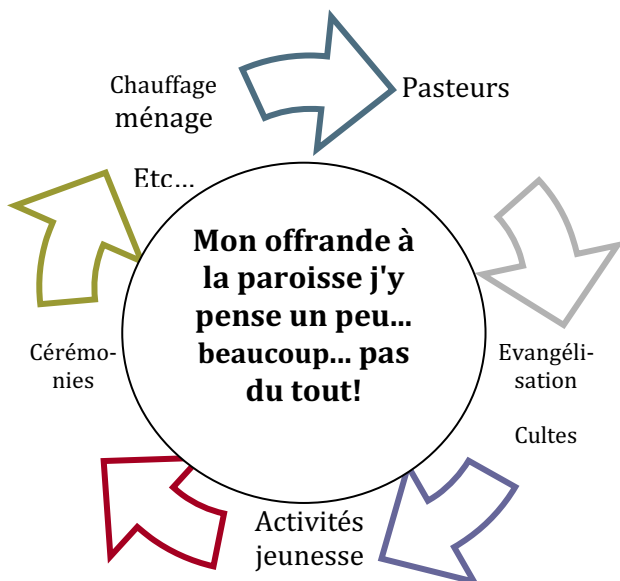 Chauffage
ménage
Pasteurs
Etc...
Mon offrande à
la paroisse j'y
pense un peu...
beaucoup... pas
du tout!
Cérémo-
nies
Evangéli-
sation
Cultes
Activités
jeunesse